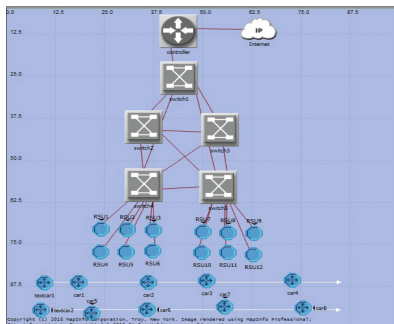 0.0 12.5 25.0 37.5 50.0 62.5 75.0 87.5
12.5
25.0
37.5
50.0
62.5
75.0
87.5
IP
controller
Internet
switch1
switch2
switch3
switch4
RSU1 RSU2 RSU3 RSU7 RSU8 RSU9
RSU4 RSU5 RSU6 RSU10 RSU11 RSU12
car1 car2 car3 car4
car5 car6 car7 car8
Copyright (c) 2010 MapInfo Corporation, Troy, New York. Image rendered using MapInfo Professional;